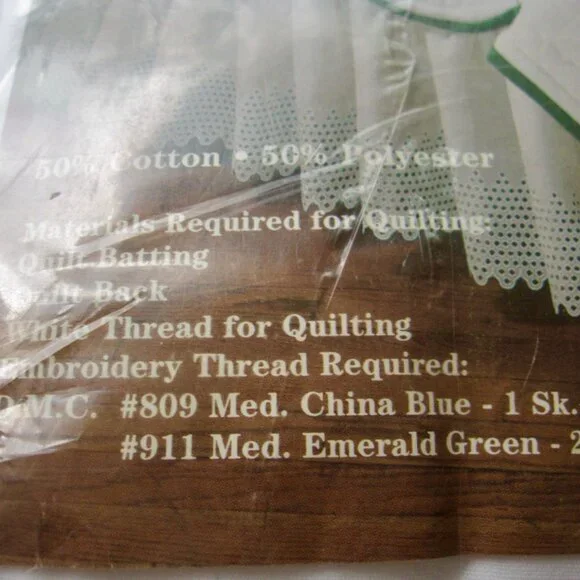 50% Cotton • 50% Polyester
Materials Required for Quilting:
Quilt Batting
Quilt Back
White Thread for Quilting
Embroidery Thread Required:
D.M.C. #809 Med. China Blue - 1 Sk.
#911 Med. Emerald Green - 2